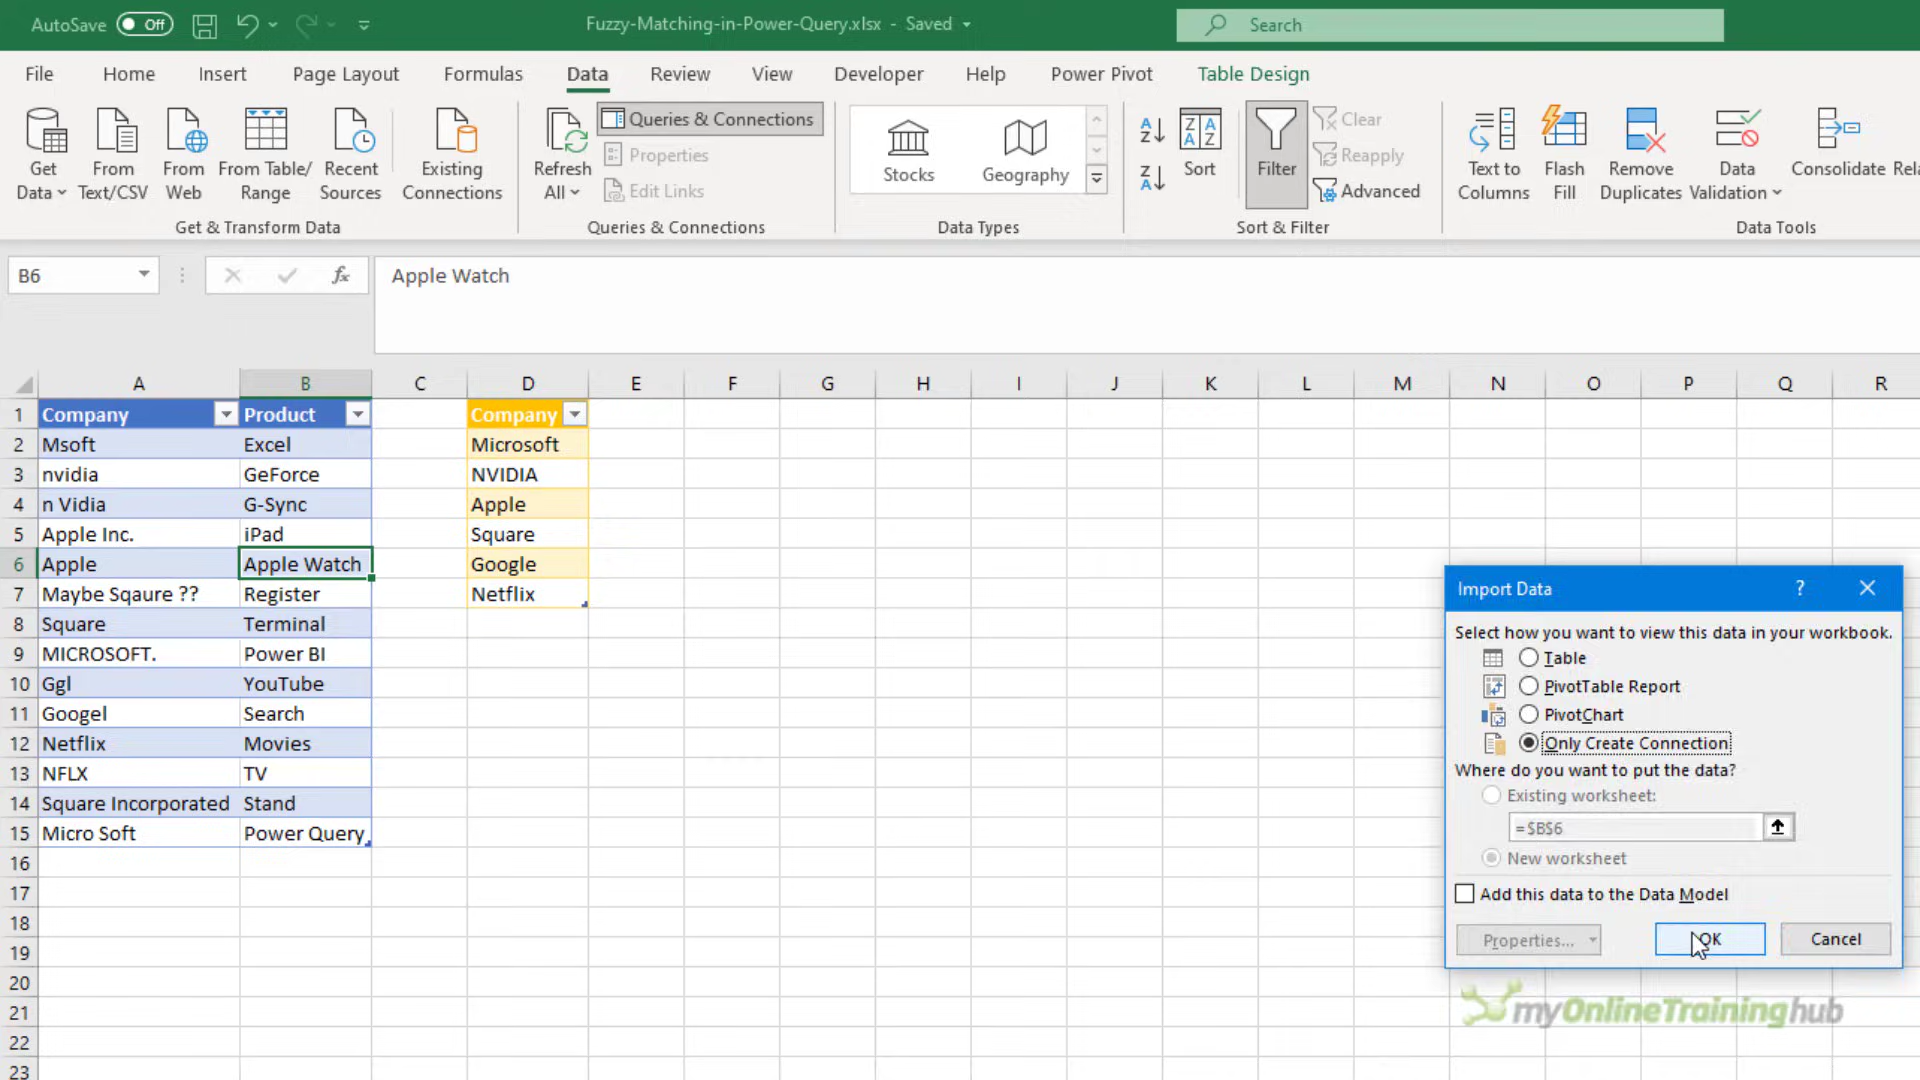 AutoSave Off
Fuzzy-Matching-in-Power-Query.xlsx - Saved
Search
File Home Insert Page Layout Formulas Data Review View Developer Help Power Pivot Table Design
Get Data
From Text/CSV
From Web
From Table/ Range
Recent Sources
Existing Connections
Get & Transform Data
Refresh All
Queries & Connections
Properties
Edit Links
Queries & Connections
Stocks
Geography
Data Types
Sort
Filter
Clear
Reapply
Advanced
Sort & Filter
Text to Columns
Flash Fill
Remove Duplicates
Data Validation
Consolidate
Rela
Data Tools
B6
fx
Apple Watch
A B C D E F G H I J K L M N O P Q R
1 Company Product Company
2 Msoft Excel Microsoft
3 nvidia GeForce NVIDIA
4 n Vidia G-Sync Apple
5 Apple Inc. iPad Square
6 Apple Apple Watch Google
7 Maybe Sqaure ?? Register Netflix
8 Square Terminal
9 MICROSOFT. Power BI
10 Ggl YouTube
11 Googel Search
12 Netflix Movies
13 NFLX TV
14 Square Incorporated Stand
15 Micro Soft Power Query
16
17
18
19
20
21
22
23
Import Data ?
Select how you want to view this data in your workbook.
Table
PivotTable Report
PivotChart
Only Create Connection
Where do you want to put the data?
Existing worksheet:
=$B$6
New worksheet
Add this data to the Data Model
Properties...
OK
Cancel
myOnlineTraininghub